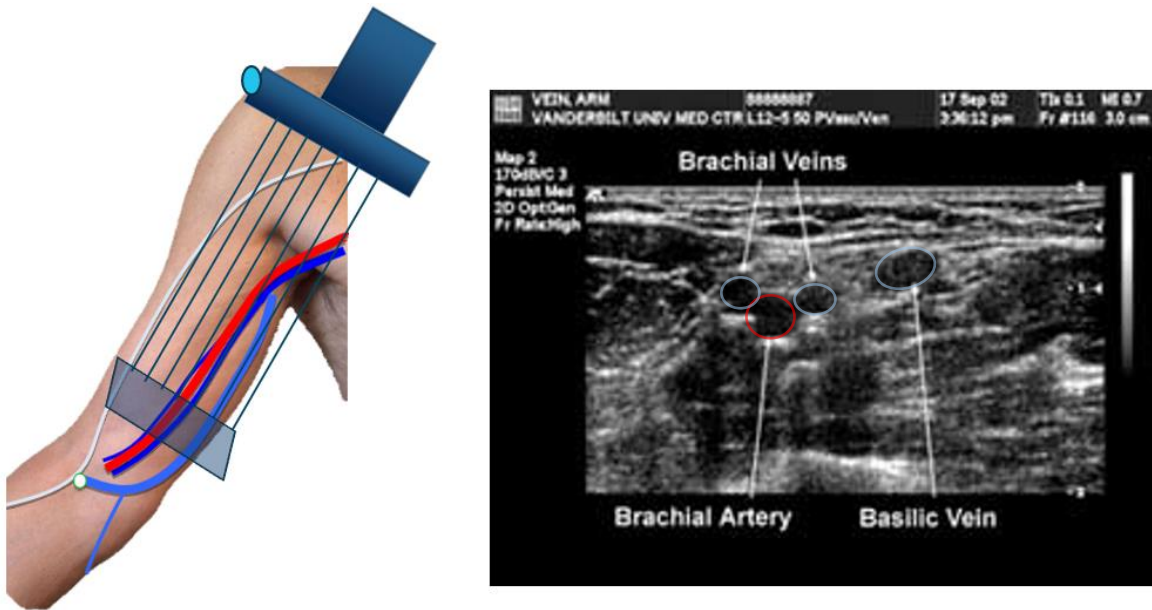 VEIN, ARM 88888887 17 Sep 02 TIs 0.1 MI 0.7
VANDERBILT UNIV MED CTR L12-5 50 PVasc/Ven 3:36:12 pm Fr #116 3.0 cm
Map 2
170dB/C 3
Persist Med
2D Opt:Gen
Fr Rate:High
Brachial Veins
Brachial Artery
Basilic Vein